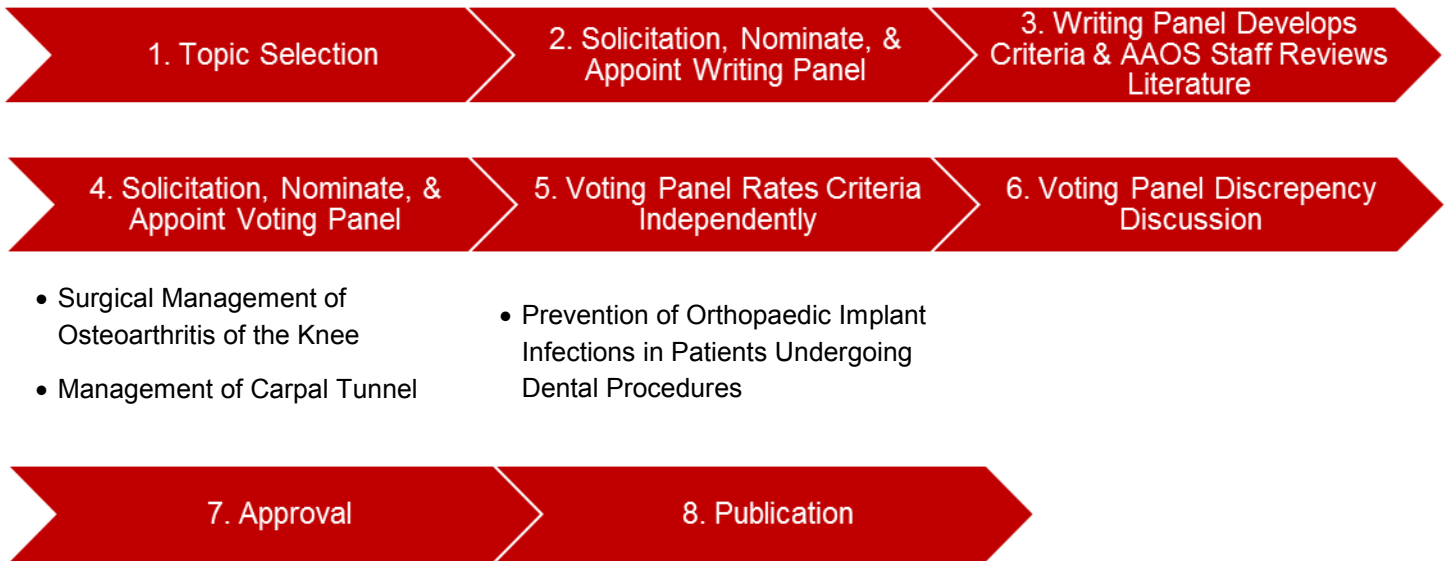 1. Topic Selection
2. Solicitation, Nominate, &
Appoint Writing Panel
3. Writing Panel Develops
Criteria & AAOS Staff Reviews
Literature
4. Solicitation, Nominate, &
Appoint Voting Panel
5. Voting Panel Rates Criteria
Independently
6. Voting Panel Discrepency
Discussion
• Surgical Management of
Osteoarthritis of the Knee
• Management of Carpal Tunnel
• Prevention of Orthopaedic Implant
Infections in Patients Undergoing
Dental Procedures
7. Approval
8. Publication